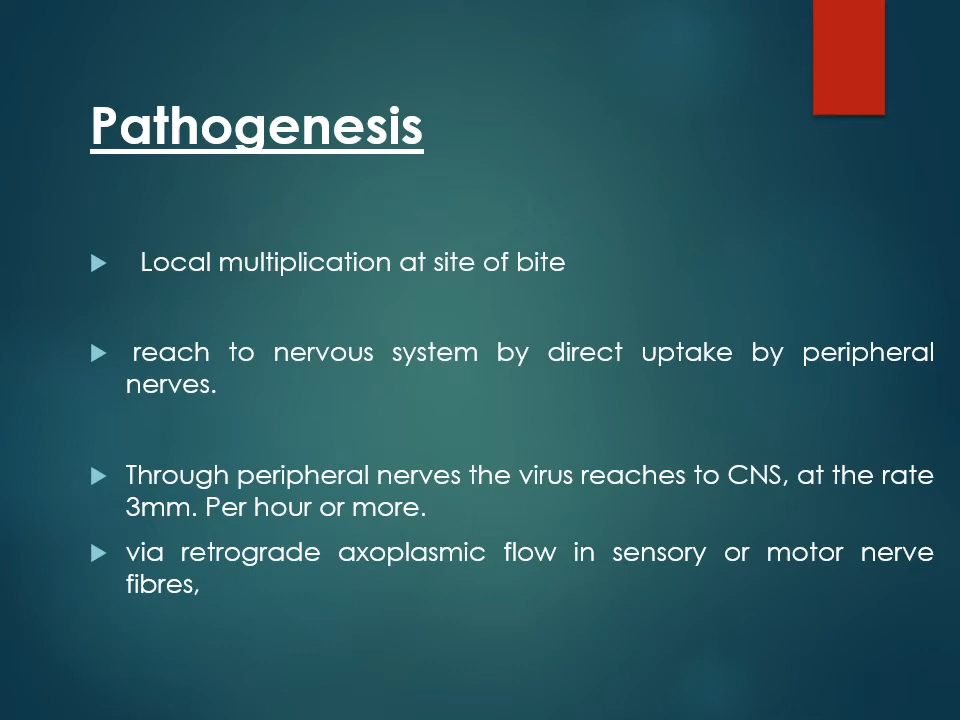 Pathogenesis
Local multiplication at site of bite
reach to nervous system by direct uptake by peripheral
nerves.
Through peripheral nerves the virus reaches to CNS, at the rate
3mm. Per hour or more.
via retrograde axoplasmic flow in sensory or motor nerve
fibres,